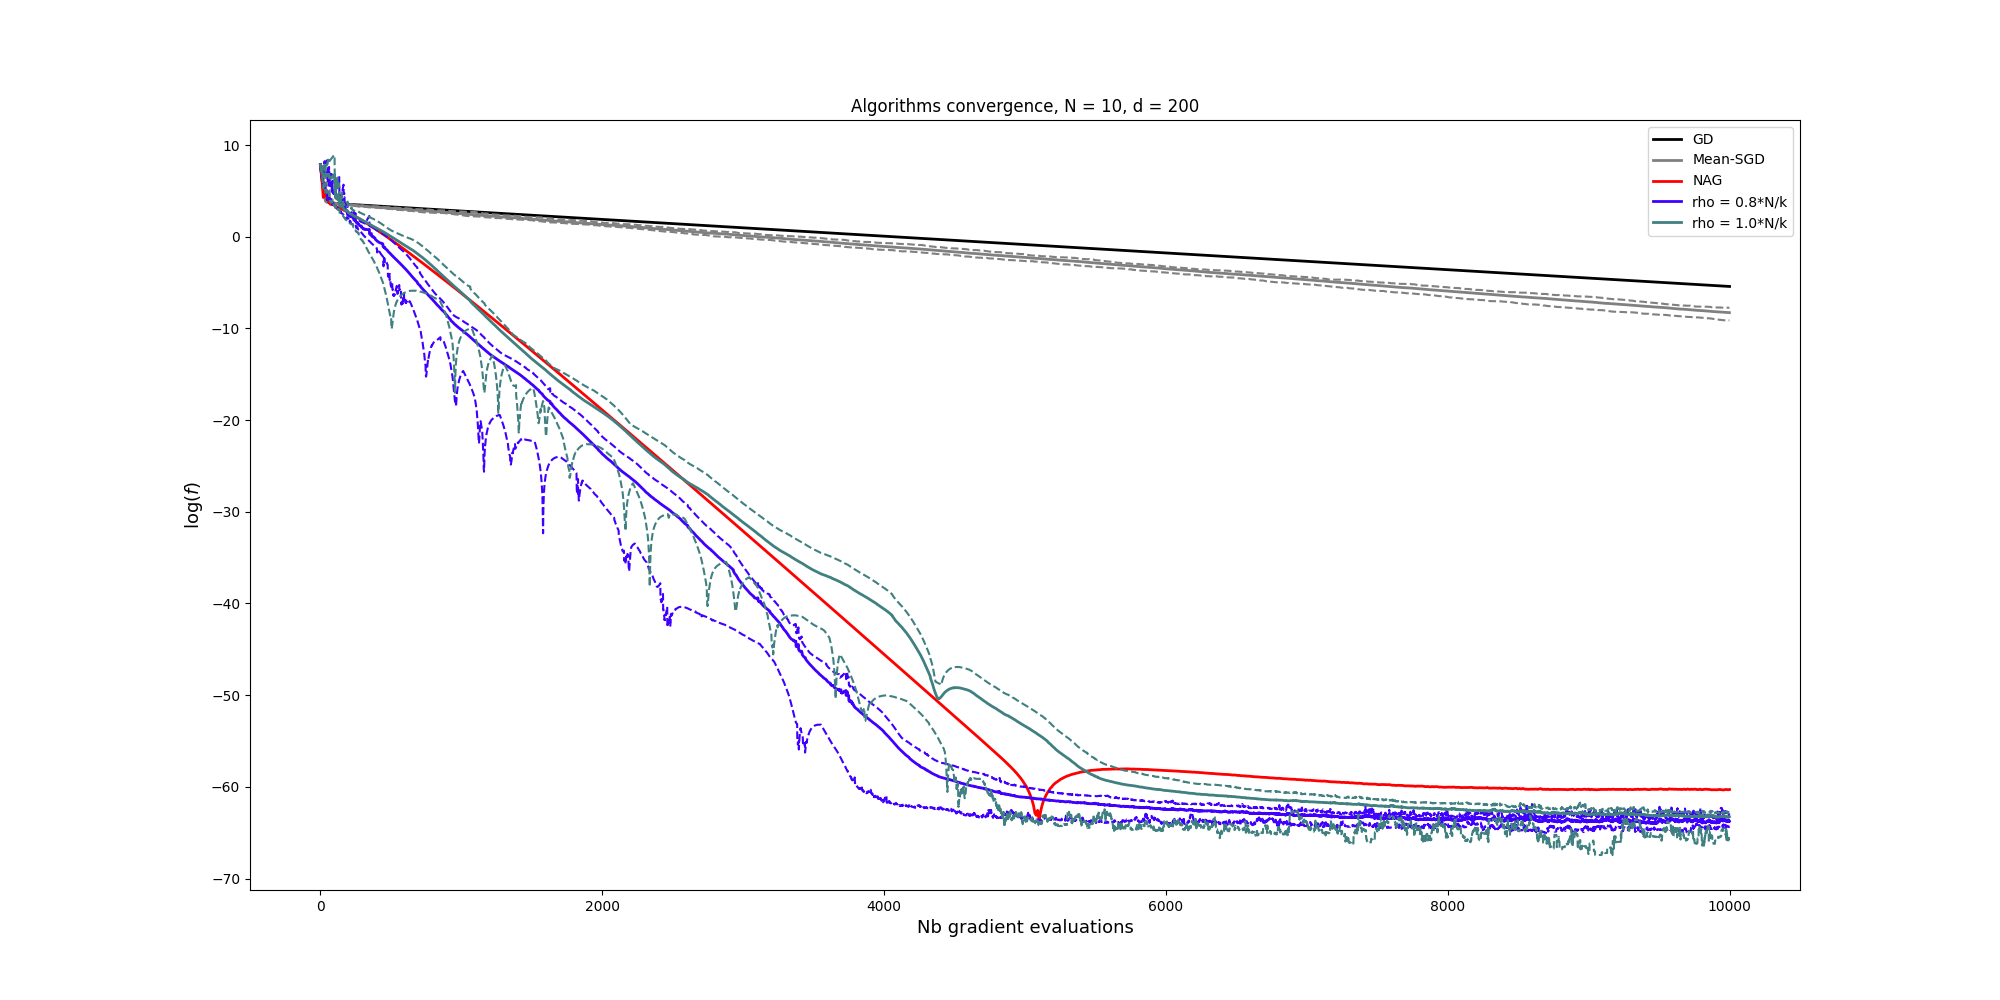 Algorithms convergence, N = 10, d = 200
GD
Mean-SGD
NAG
rho = 0.8*N/k
rho = 1.0*N/k
log(f)
10
0
−10
−20
−30
−40
−50
−60
−70
0
2000
4000
6000
8000
10000
Nb gradient evaluations